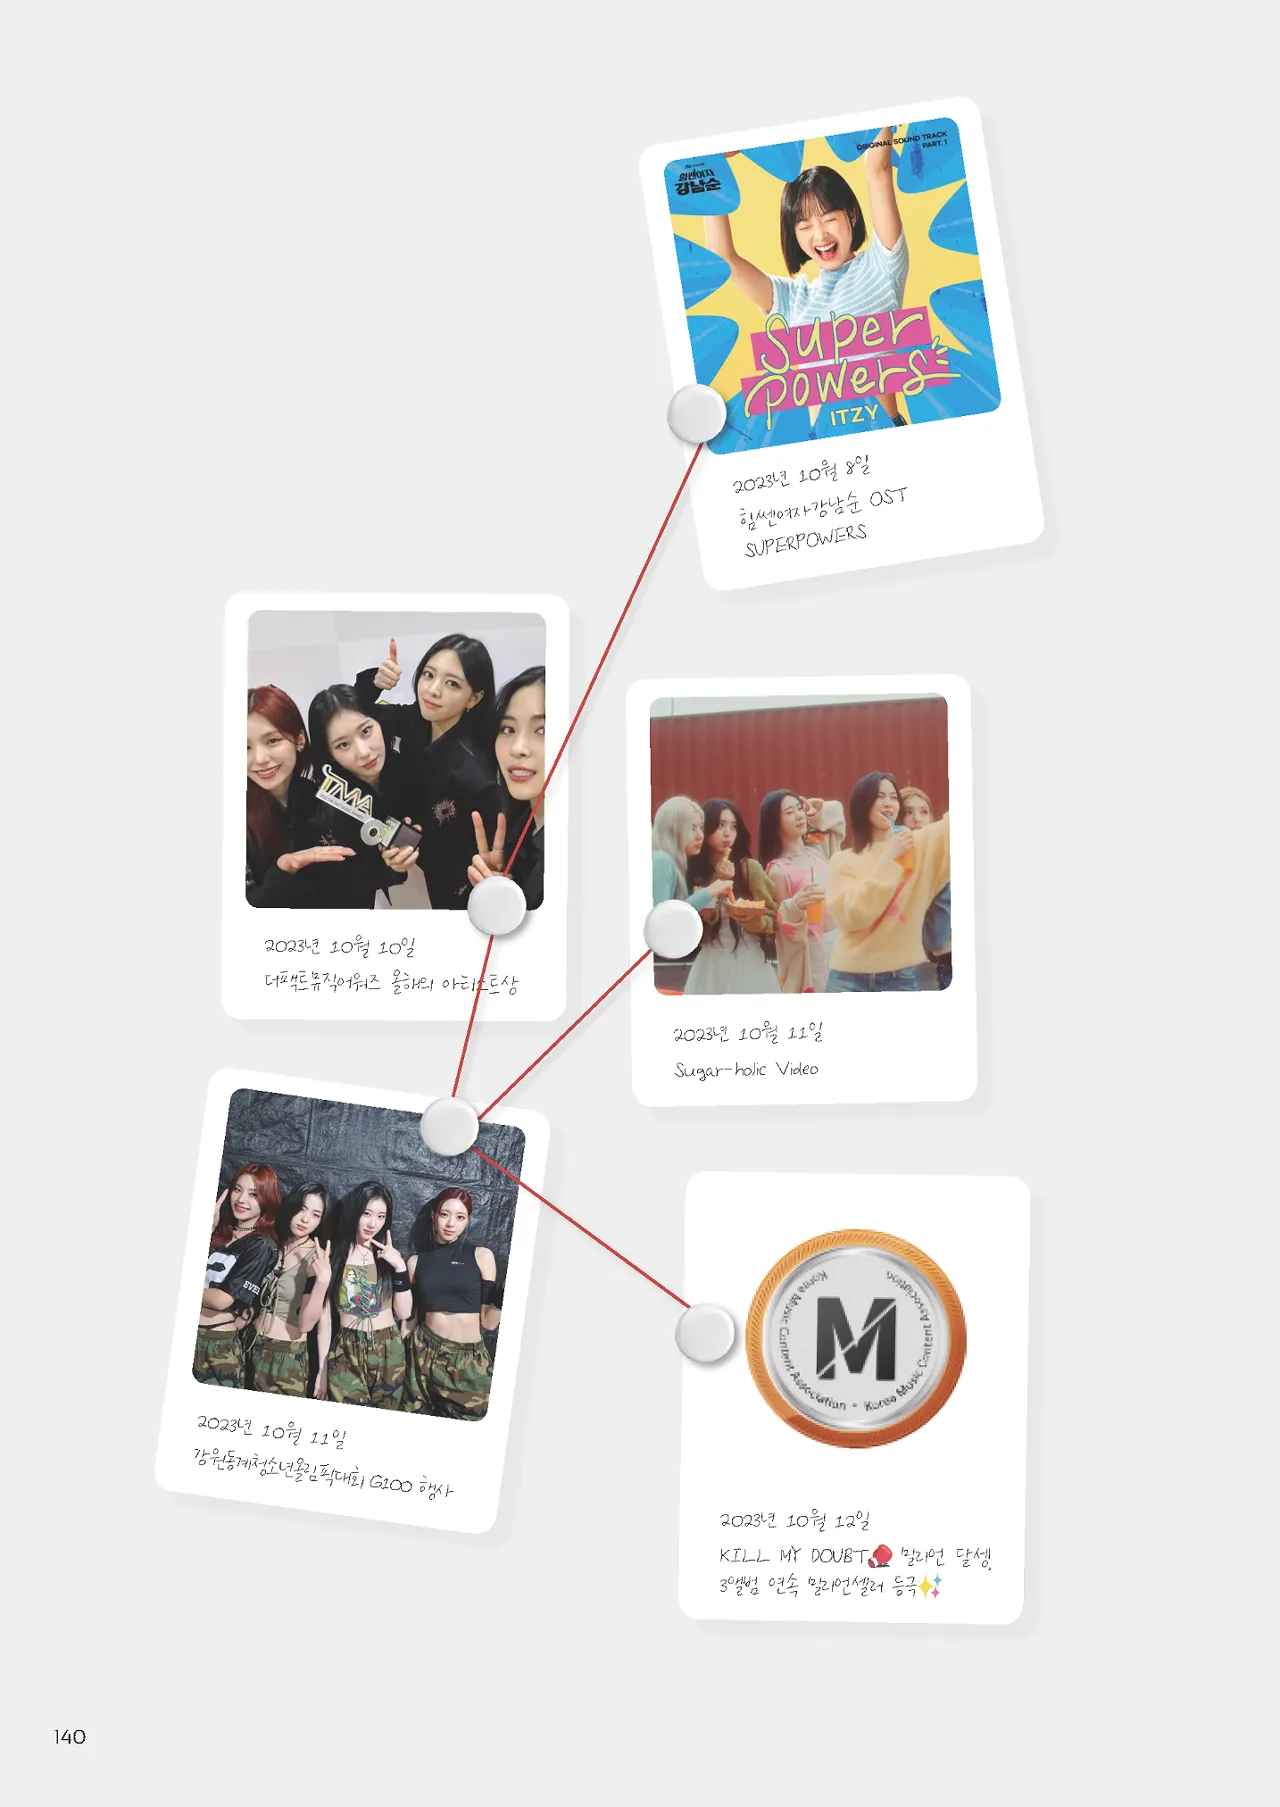 힘쎈여자
강남순
ORIGINAL SOUND TRACK
PART. 1
Super
Powers
ITZY
2023년 10월 8일
힘쎈여자강남순 OST
SUPERPOWERS
TMA
2023년 10월 10일
더팩트뮤직어워즈 올해의 아티스트상
2023년 10월 11일
Sugar-holic Video
2
EVER
2023년 10월 11일
강원동계청소년올림픽대회 G100 행사
M
Korea Music Content Association • Korea Music Content Association
2023년 10월 12일
KILL MY DOUBT🥊 밀리언 달성,
3앨범 연속 밀리언셀러 등극✨
140